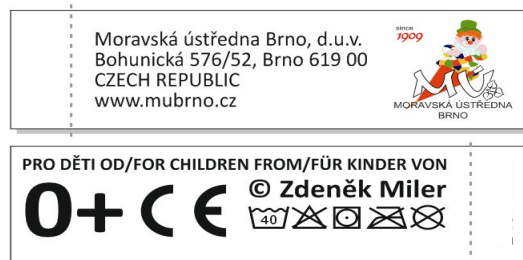 Moravská ústředna Brno, d.u.v.
Bohunická 576/52, Brno 619 00
CZECH REPUBLIC
www.mubrno.cz
since
1909
MU
MORAVSKÁ ÚSTŘEDNA
BRNO
PRO DĚTI OD/FOR CHILDREN FROM/FÜR KINDER VON
0+ CE
© Zdeněk Miler
40